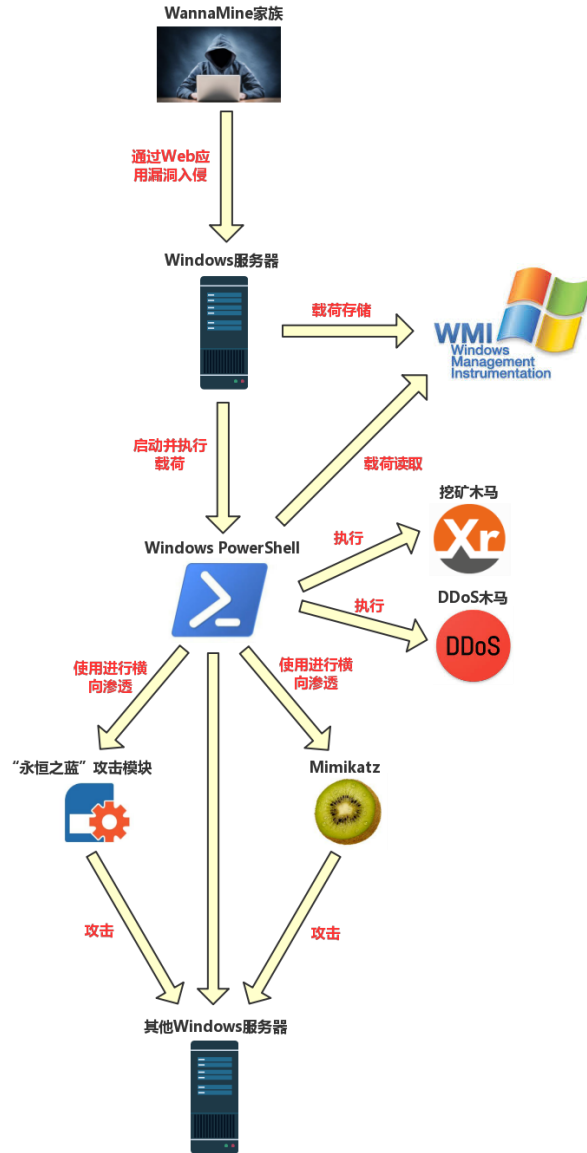 WannaMine家族
通过Web应
用漏洞入侵
Windows服务器
载荷存储
WMI
Windows
Management
Instrumentation
启动并执行
载荷
载荷读取
挖矿木马
Xr
执行
Windows PowerShell
执行
DDoS木马
DDoS
使用进行横
向渗透
使用进行横
向渗透
“永恒之蓝”攻击模块
Mimikatz
攻击
攻击
其他Windows服务器